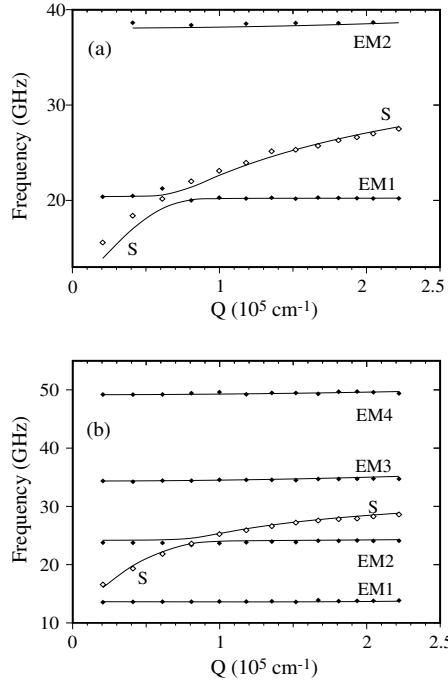 40
(a)
EM2
S
30
Frequency (GHz)
EM1
20
S
0 1 2 2.5
Q (10⁵ cm⁻¹)
50
EM4
(b)
40
EM3
Frequency (GHz)
30
S
S
EM2
20
EM1
10
0 1 2 2.5
Q (10⁵ cm⁻¹)